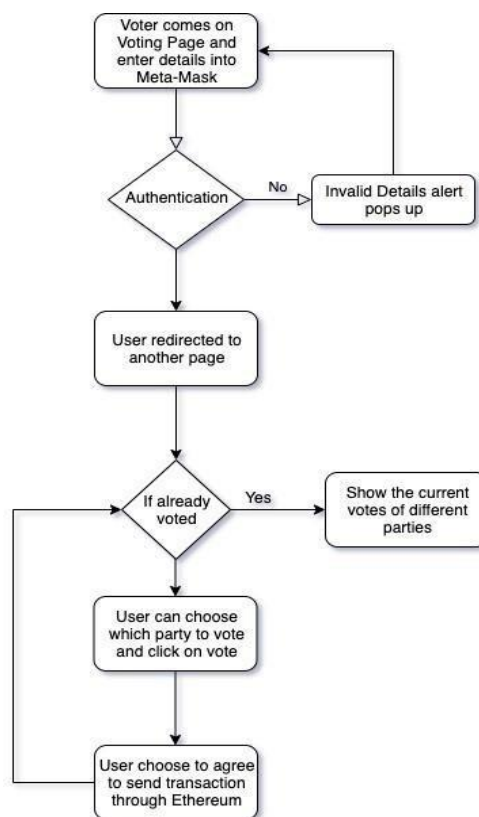 Voter comes on
Voting Page and
enter details into
Meta-Mask
Authentication
No
Invalid Details alert
pops up
User redirected to
another page
If already
voted
Yes
Show the current
votes of different
parties
User can choose
which party to vote
and click on vote
User choose to agree
to send transaction
through Ethereum